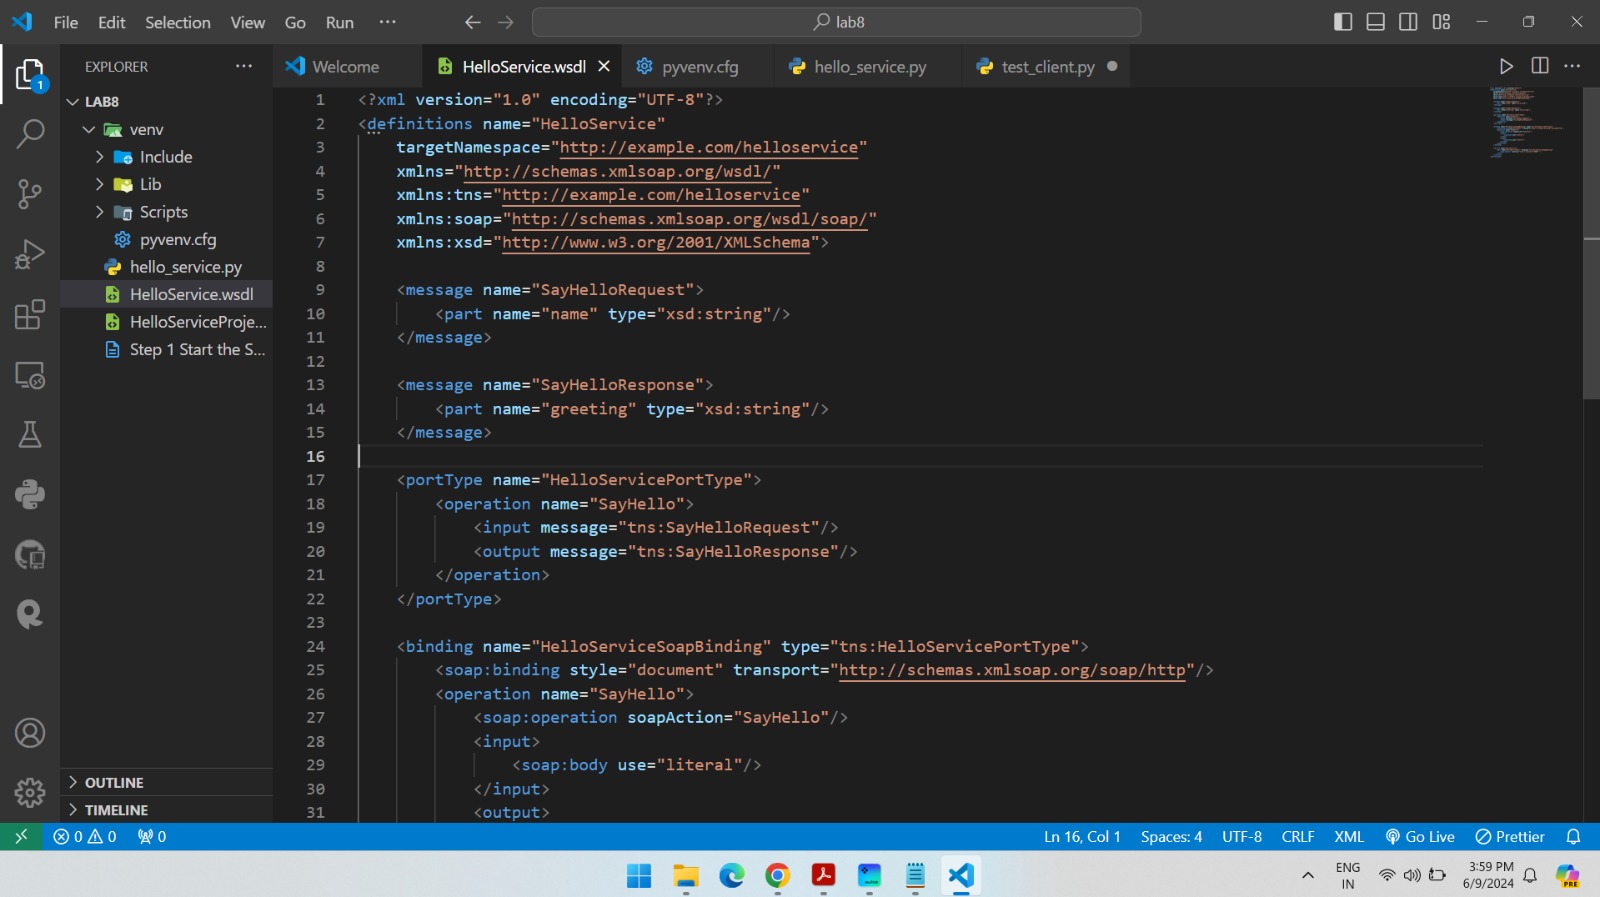 File Edit Selection View Go Run ··· lab8
EXPLORER ···
Welcome HelloService.wsdl pyvenv.cfg hello_service.py test_client.py
LAB8
venv
Include
Lib
Scripts
pyvenv.cfg
hello_service.py
HelloService.wsdl
HelloServiceProje...
Step 1 Start the S...
OUTLINE
TIMELINE
1 <?xml version="1.0" encoding="UTF-8"?>
2 <definitions name="HelloService"
3 targetNamespace="http://example.com/helloservice"
4 xmlns="http://schemas.xmlsoap.org/wsdl/"
5 xmlns:tns="http://example.com/helloservice"
6 xmlns:soap="http://schemas.xmlsoap.org/wsdl/soap/"
7 xmlns:xsd="http://www.w3.org/2001/XMLSchema">
8
9 <message name="SayHelloRequest">
10 <part name="name" type="xsd:string"/>
11 </message>
12
13 <message name="SayHelloResponse">
14 <part name="greeting" type="xsd:string"/>
15 </message>
16
17 <portType name="HelloServicePortType">
18 <operation name="SayHello">
19 <input message="tns:SayHelloRequest"/>
20 <output message="tns:SayHelloResponse"/>
21 </operation>
22 </portType>
23
24 <binding name="HelloServiceSoapBinding" type="tns:HelloServicePortType">
25 <soap:binding style="document" transport="http://schemas.xmlsoap.org/soap/http"/>
26 <operation name="SayHello">
27 <soap:operation soapAction="SayHello"/>
28 <input>
29 <soap:body use="literal"/>
30 </input>
31 <output>
0 0 0 Ln 16, Col 1 Spaces: 4 UTF-8 CRLF XML Go Live Prettier
ENG
IN
3:59 PM
6/9/2024
PRE
1